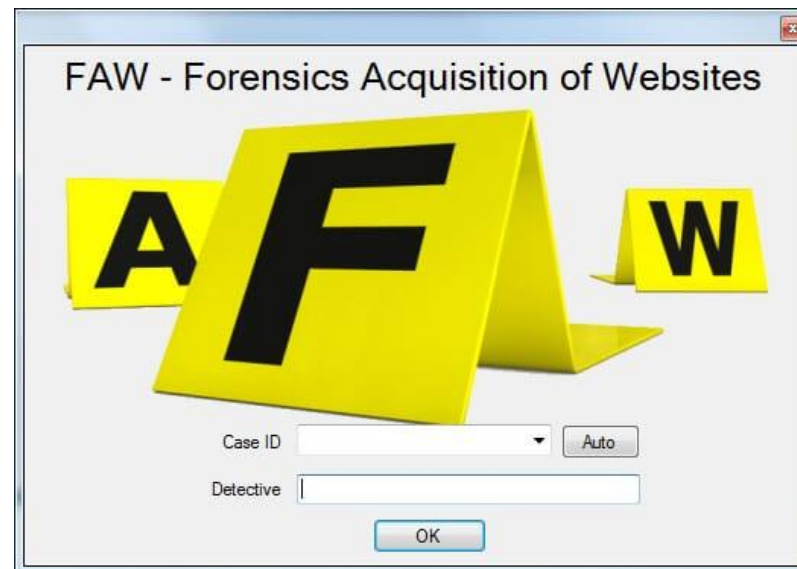 FAW - Forensics Acquisition of Websites
A F W
Case ID
Auto
Detective
OK